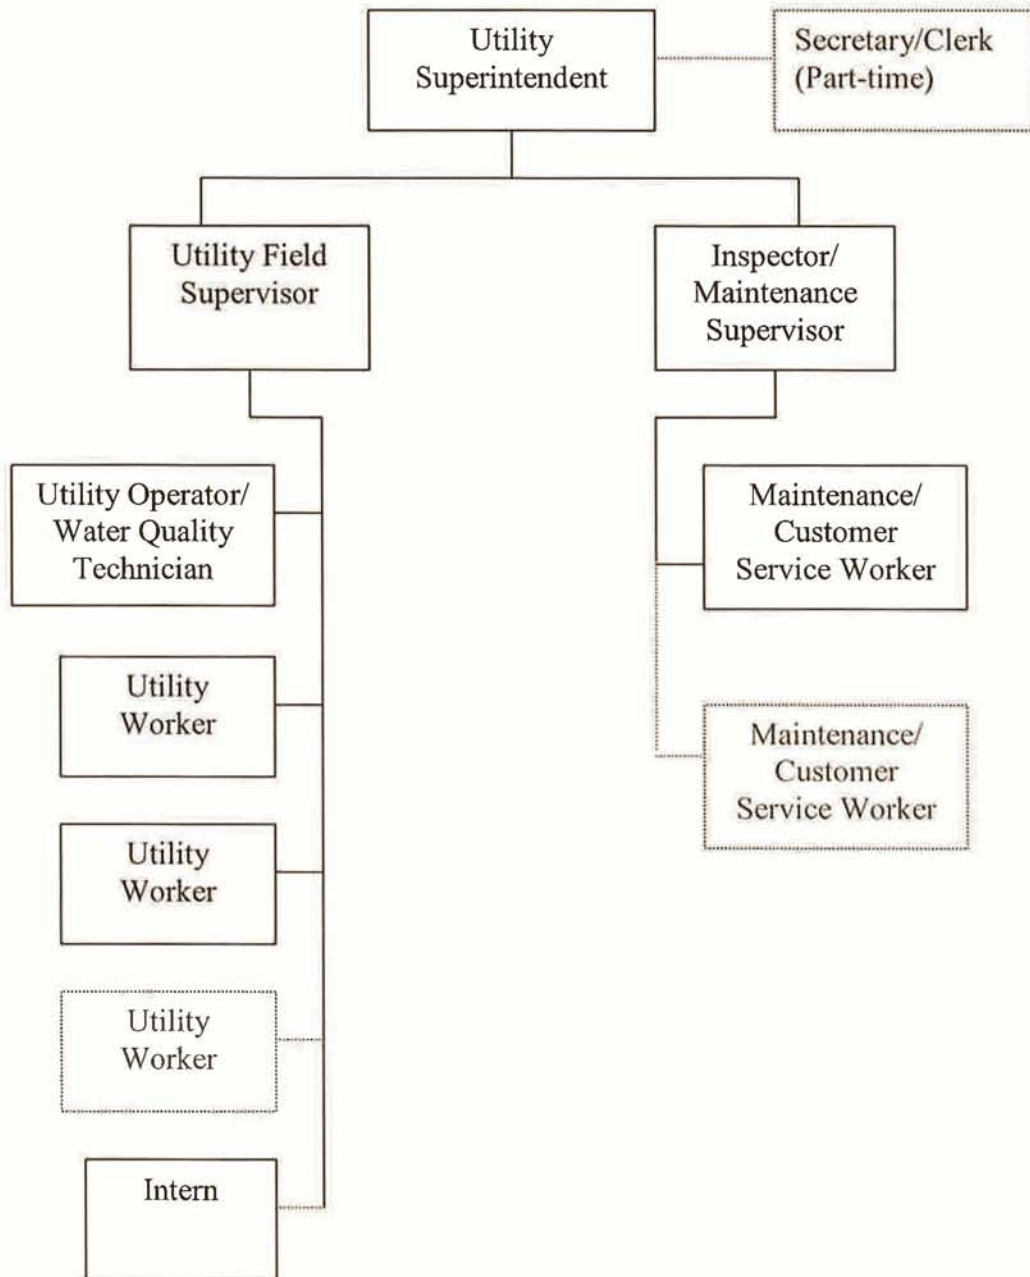 Utility
Superintendent
Secretary/Clerk
(Part-time)
Utility Field
Supervisor
Inspector/
Maintenance
Supervisor
Utility Operator/
Water Quality
Technician
Maintenance/
Customer
Service Worker
Utility
Worker
Maintenance/
Customer
Service Worker
Utility
Worker
Utility
Worker
Intern